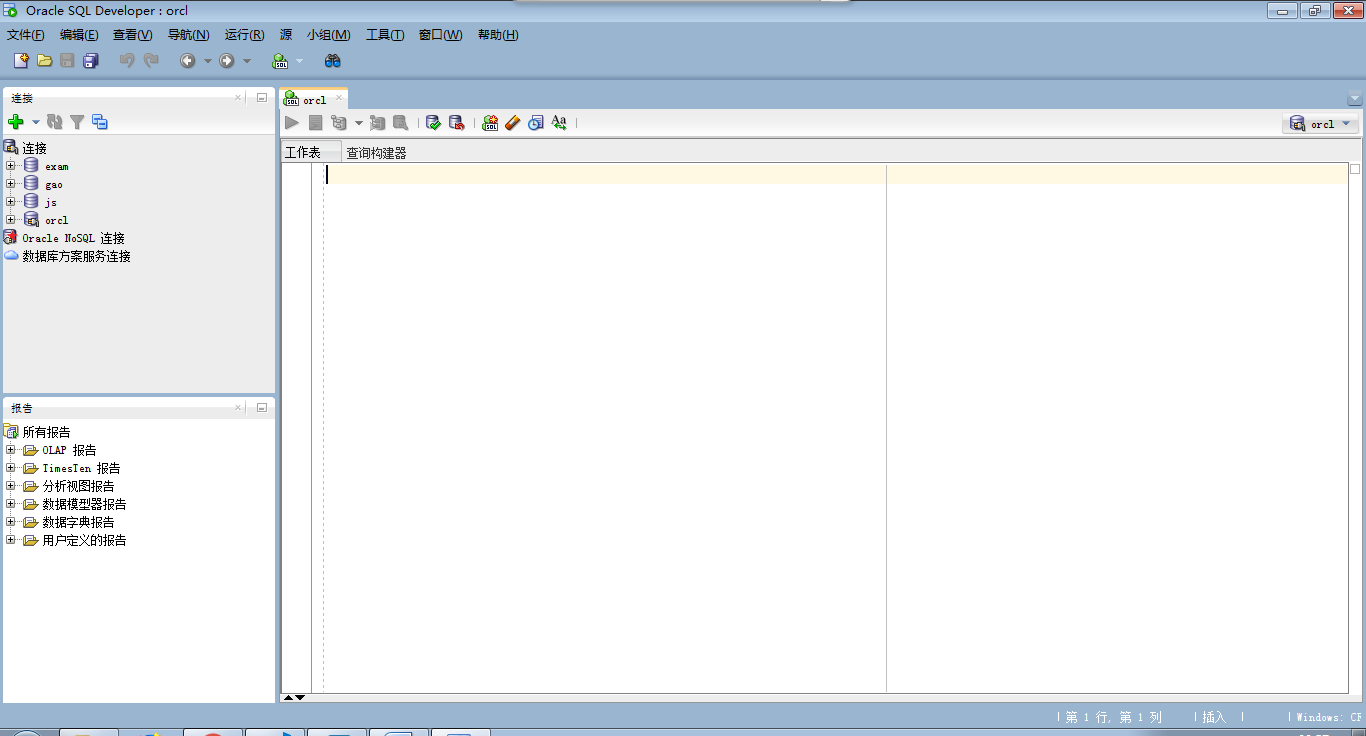 Oracle SQL Developer : orcl
文件(F) 编辑(E) 查看(V) 导航(N) 运行(R) 源 小组(M) 工具(T) 窗口(W) 帮助(H)
连接
连接
exam
gao
js
orcl
Oracle NoSQL 连接
数据库方案服务连接
报告
所有报告
OLAP 报告
TimesTen 报告
分析视图报告
数据模型器报告
数据字典报告
用户定义的报告
orcl
orcl
工作表 查询构建器
第 1 行, 第 1 列 插入 Windows: CF